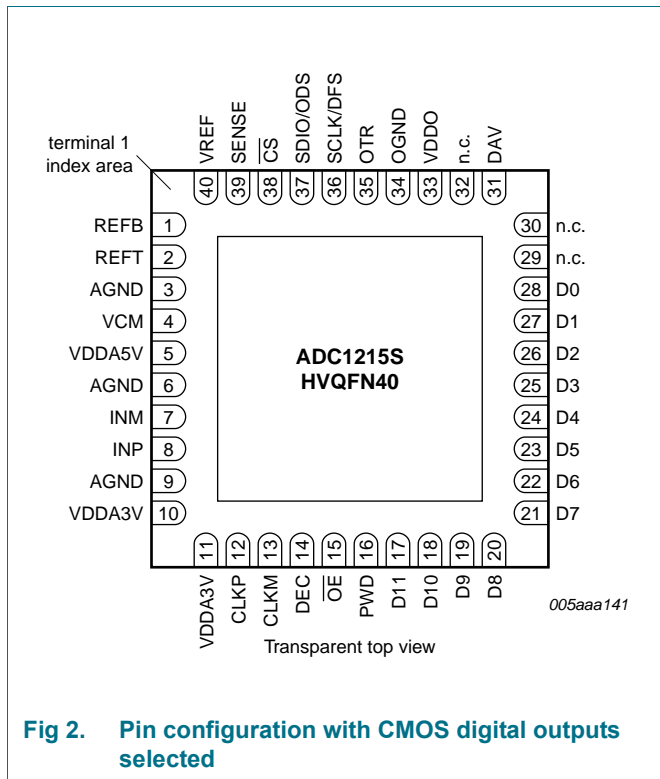 VREF
SENSE
CS
SDIO/ODS
SCLK/DFS
OTR
OGND
VDDO
n.c.
DAV
terminal 1
index area
40
39
38
37
36
35
34
33
32
31
REFB 1
REFT 2
AGND 3
VCM 4
VDDA5V 5
AGND 6
INM 7
INP 8
AGND 9
VDDA3V 10
ADC1215S
HVQFN40
30 n.c.
29 n.c.
28 D0
27 D1
26 D2
25 D3
24 D4
23 D5
22 D6
21 D7
11
12
13
14
15
16
17
18
19
20
VDDA3V
CLKP
CLKM
DEC
OE
PWD
D11
D10
D9
D8
005aaa141
Transparent top view
Fig 2. Pin configuration with CMOS digital outputs
selected